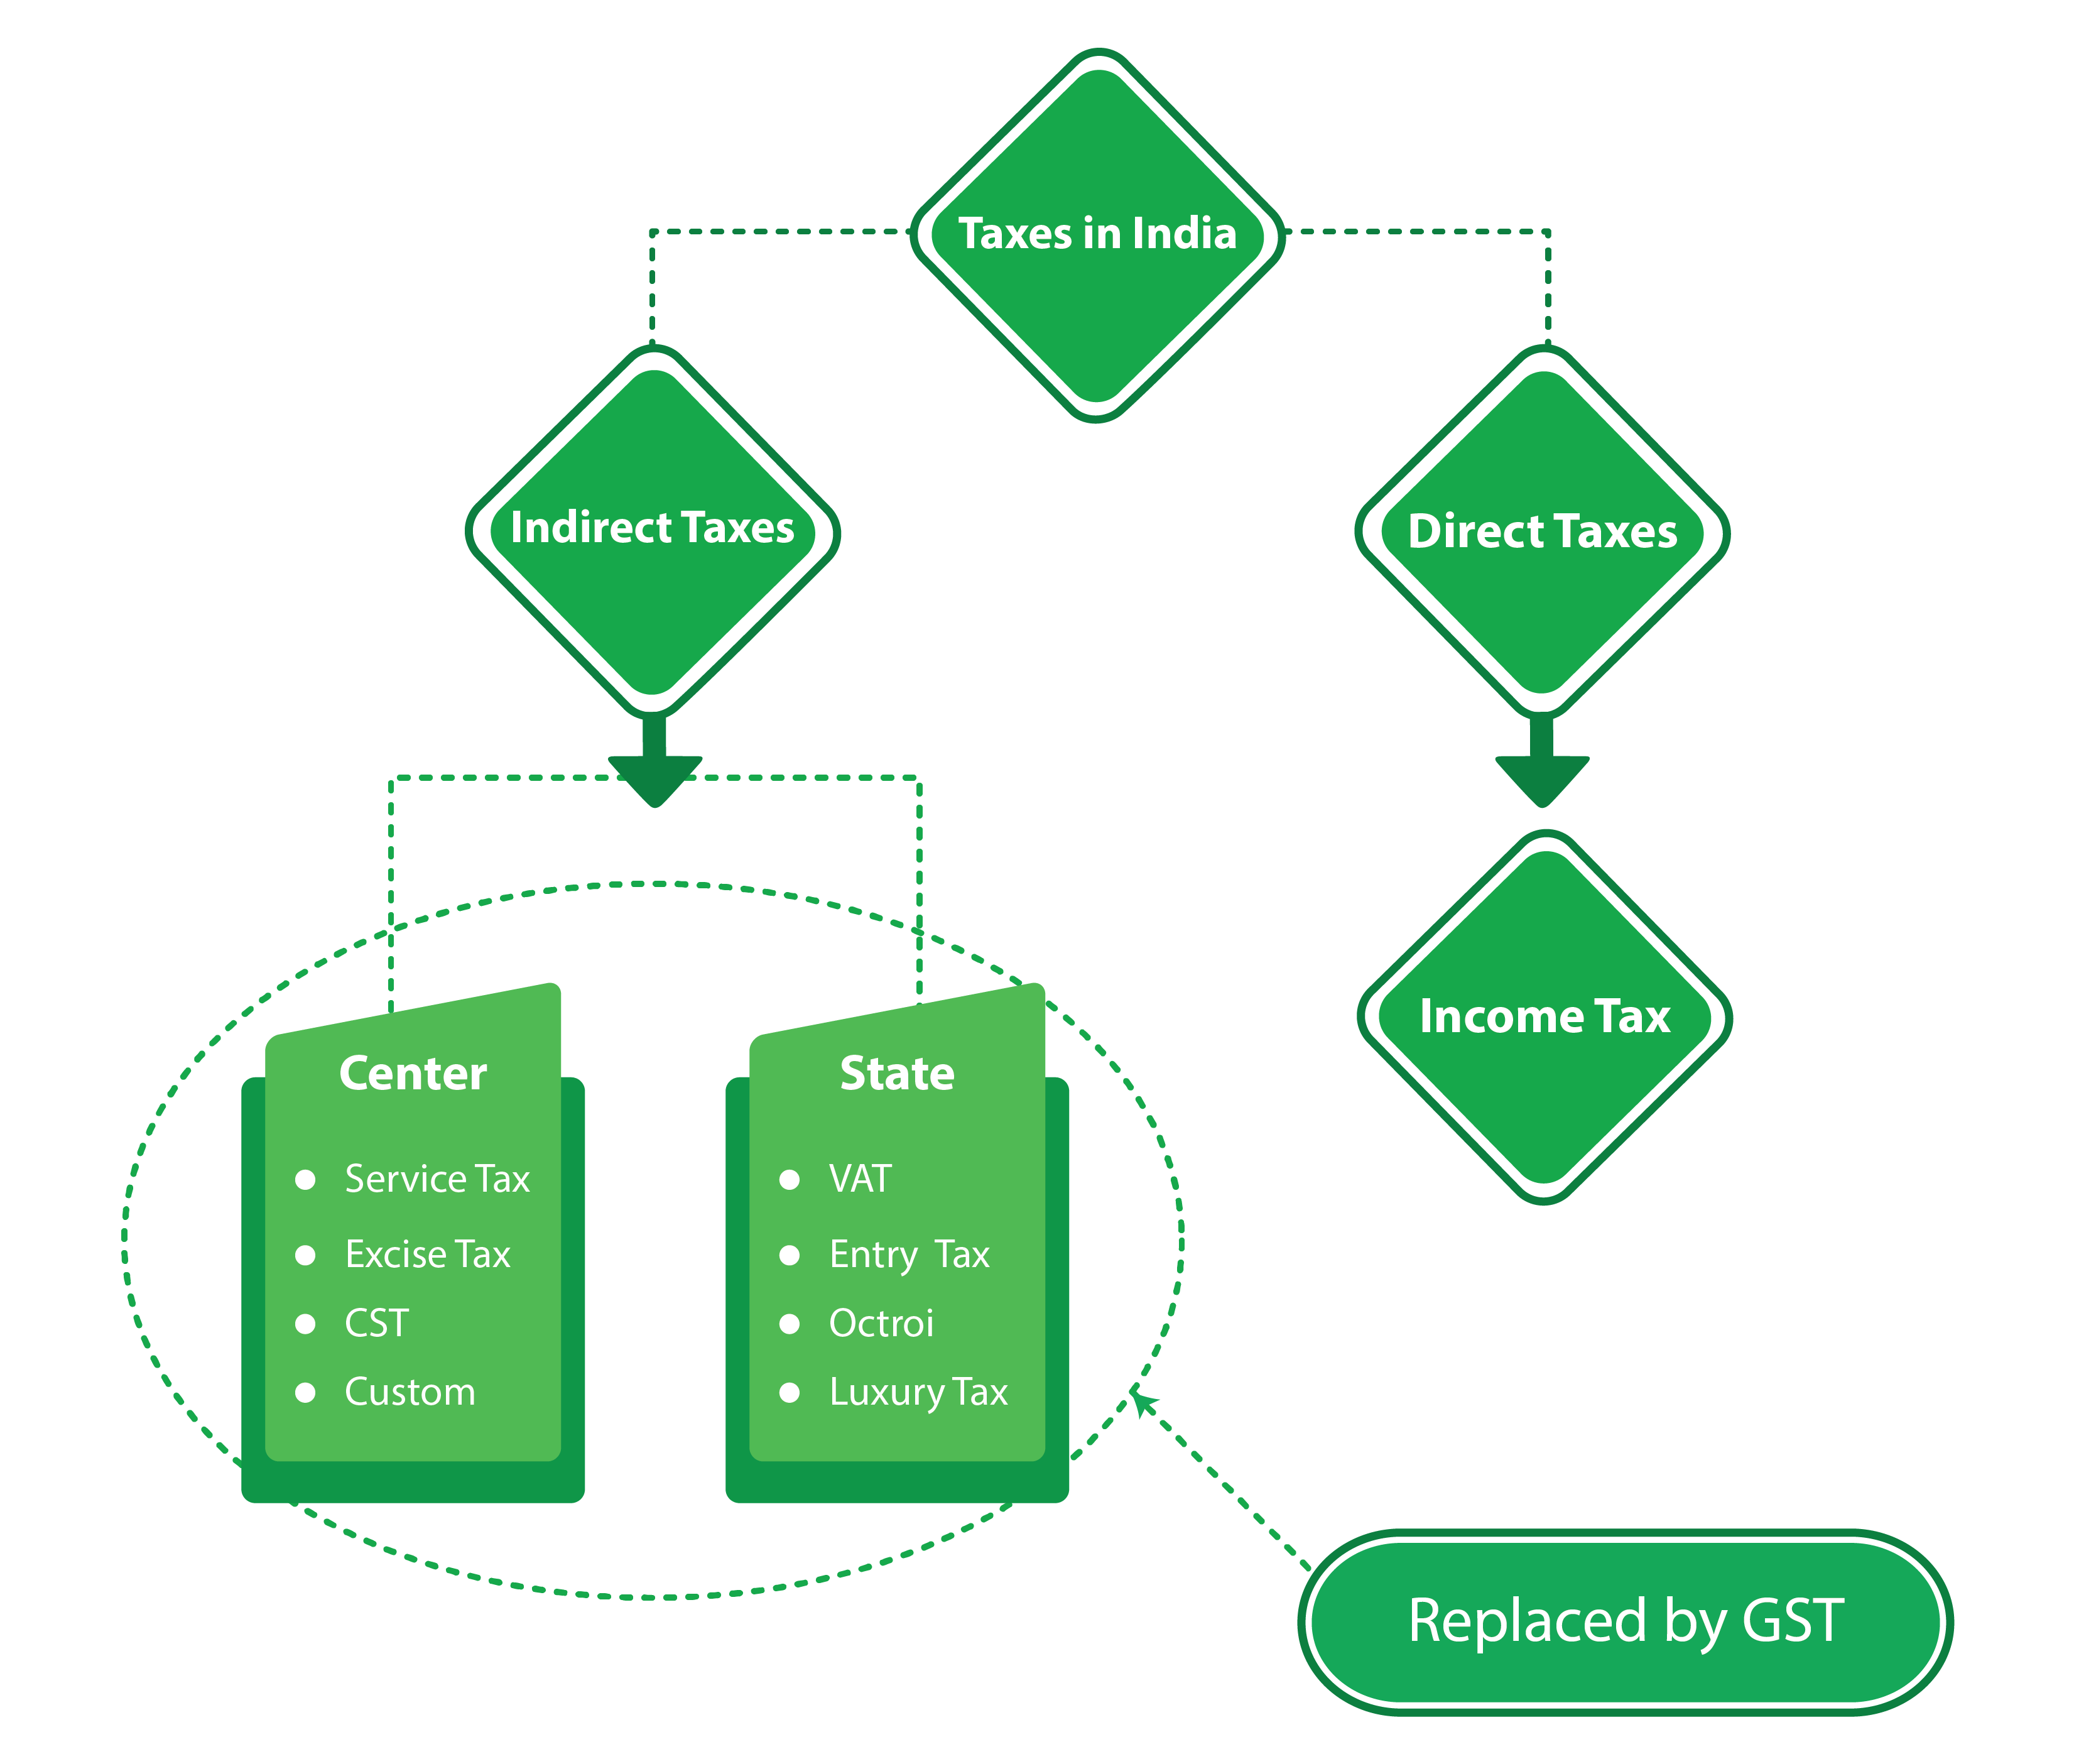 Taxes in India
Indirect Taxes
Direct Taxes
Income Tax
Center
Service Tax
Excise Tax
CST
Custom
State
VAT
Entry Tax
Octroi
Luxury Tax
Replaced by GST